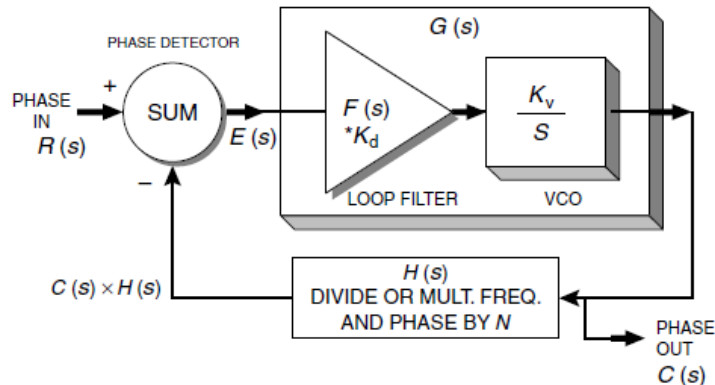 G (s)
PHASE DETECTOR
+
PHASE
IN
R (s)
SUM
E (s)
F (s)
*Kd
Kv
S
–
LOOP FILTER
VCO
C (s) × H (s)
H (s)
DIVIDE OR MULT. FREQ.
AND PHASE BY N
PHASE
OUT
C (s)